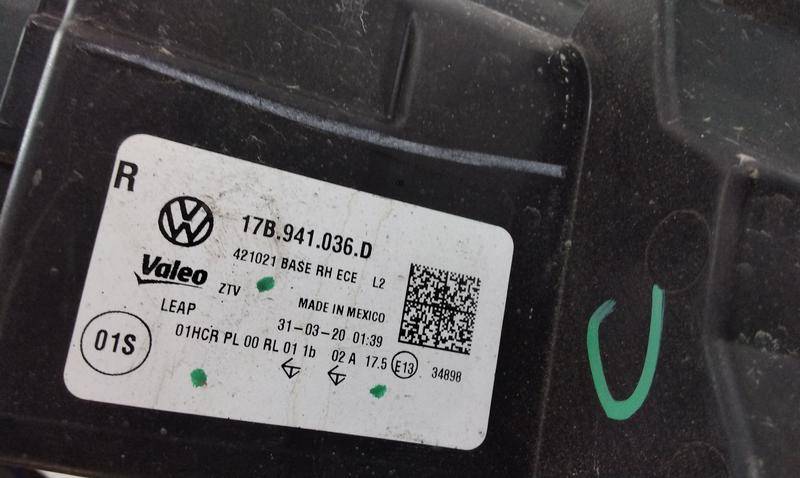 R
17B.941.036.D
421021 BASE RH ECE L2
Valeo ZTV
MADE IN MEXICO
LEAP
31-03-20 01:39
01S
01HCR PL 00 RL 01 1b 02 A 17.5 E13 34898